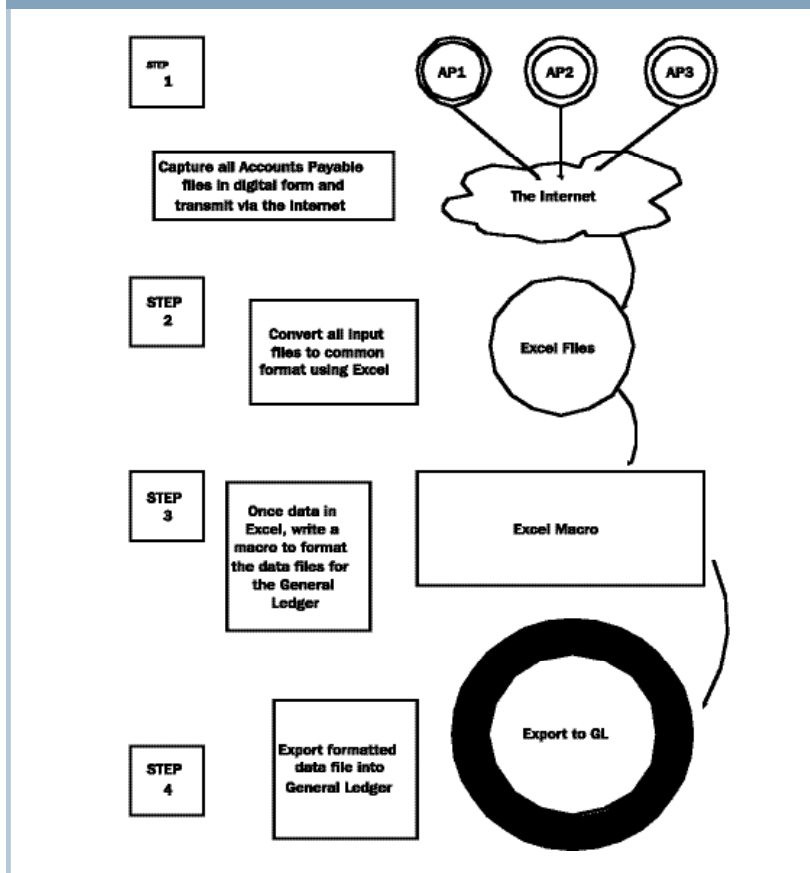 STEP
1
AP1
AP2
AP3
Capture all Accounts Payable
files in digital form and
transmit via the Internet
The Internet
STEP
2
Convert all input
files to common
format using Excel
Excel Files
STEP
3
Once data in
Excel, write a
macro to format
the data files for
the General
Ledger
Excel Macro
STEP
4
Export formatted
data file into
General Ledger
Export to GL